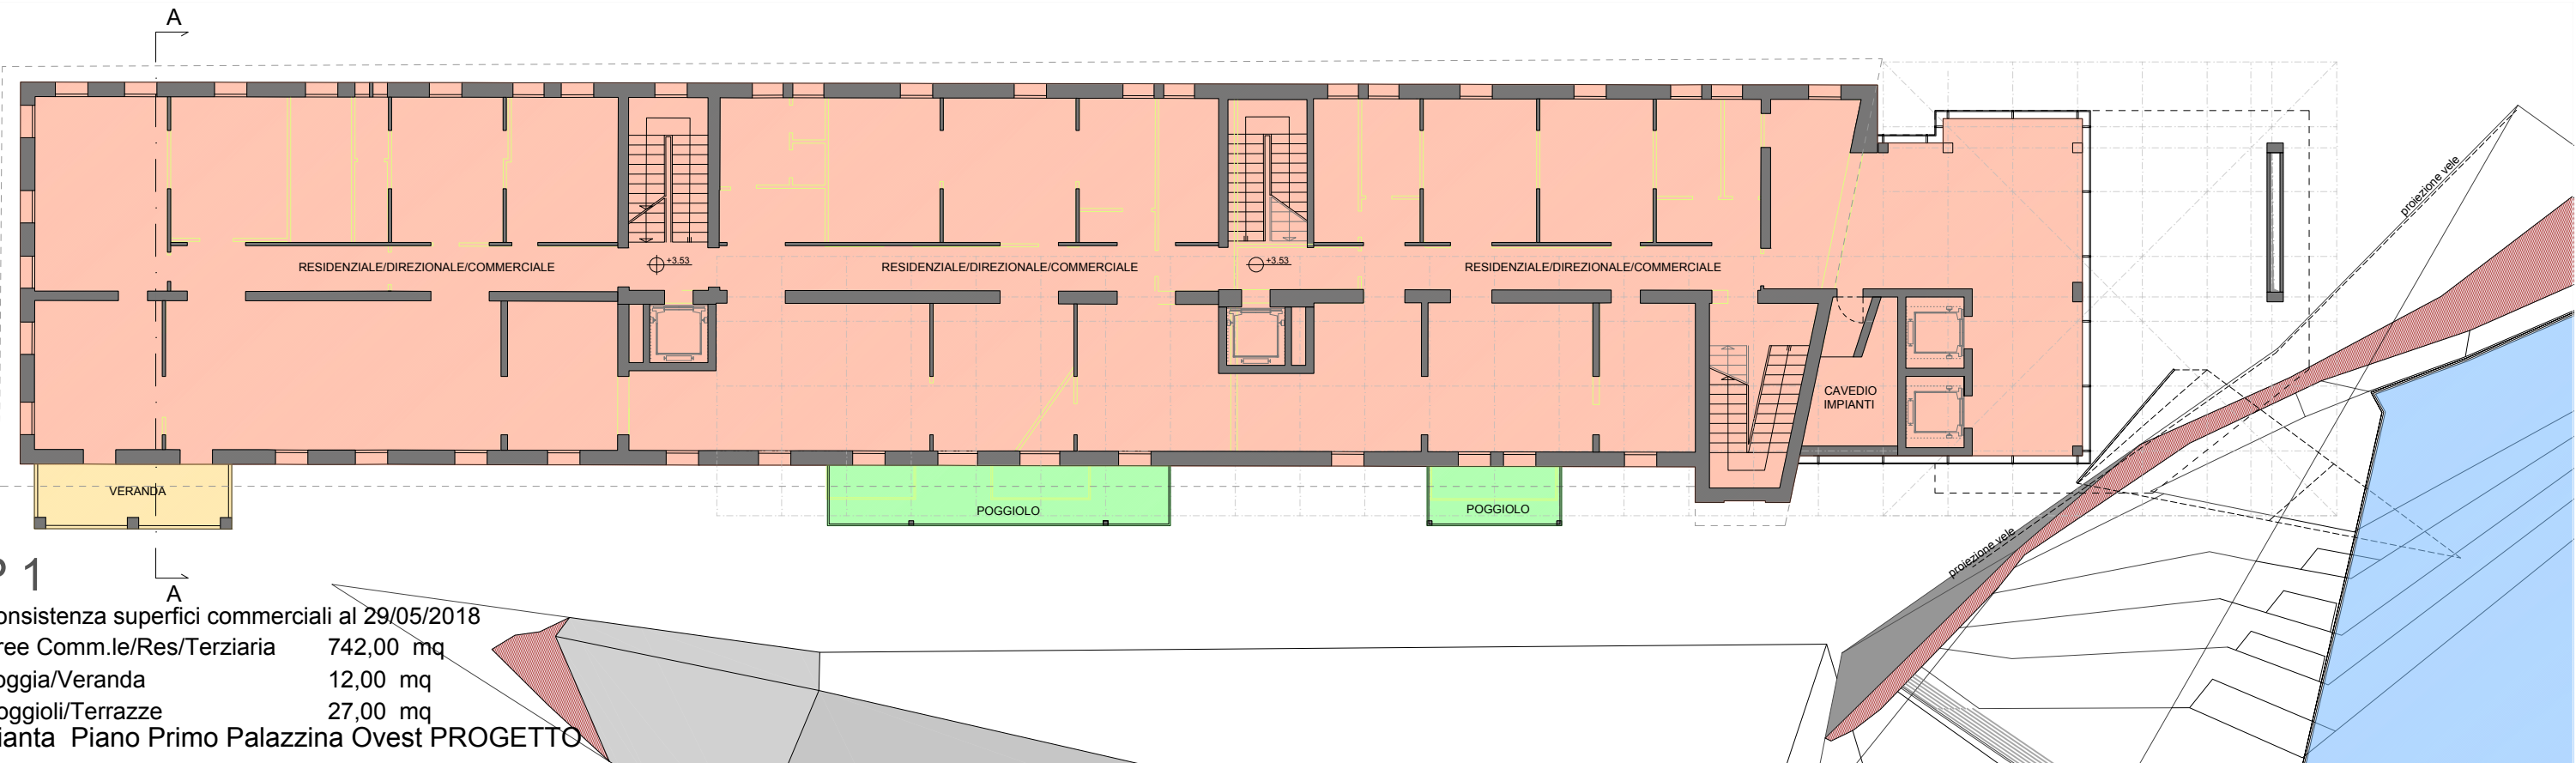 A
proiezione vele
RESIDENZIALE/DIREZIONALE/COMMERCIALE
+3.53
RESIDENZIALE/DIREZIONALE/COMMERCIALE
+3.53
RESIDENZIALE/DIREZIONALE/COMMERCIALE
CAVEDIO
IMPIANTI
VERANDA
POGGIOLO
POGGIOLO
proiezione vele
P 1
A
onsistenza superfici commerciali al 29/05/2018
ree Comm.le/Res/Terziaria 742,00 mq
oggia/Veranda 12,00 mq
oggioli/Terrazze 27,00 mq
ianta Piano Primo Palazzina Ovest PROGETTO